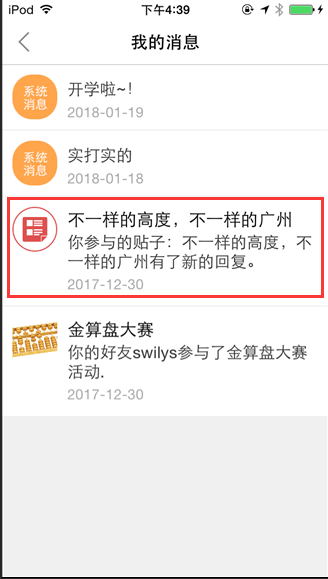 iPod 下午4:39
我的消息
系统
消息
开学啦~!
2018-01-19
系统
消息
实打实的
2018-01-18
不一样的高度，不一样的广州
你参与的贴子：不一样的高度，不
一样的广州有了新的回复。
2017-12-30
金算盘大赛
你的好友swilys参与了金算盘大赛
活动.
2017-12-30